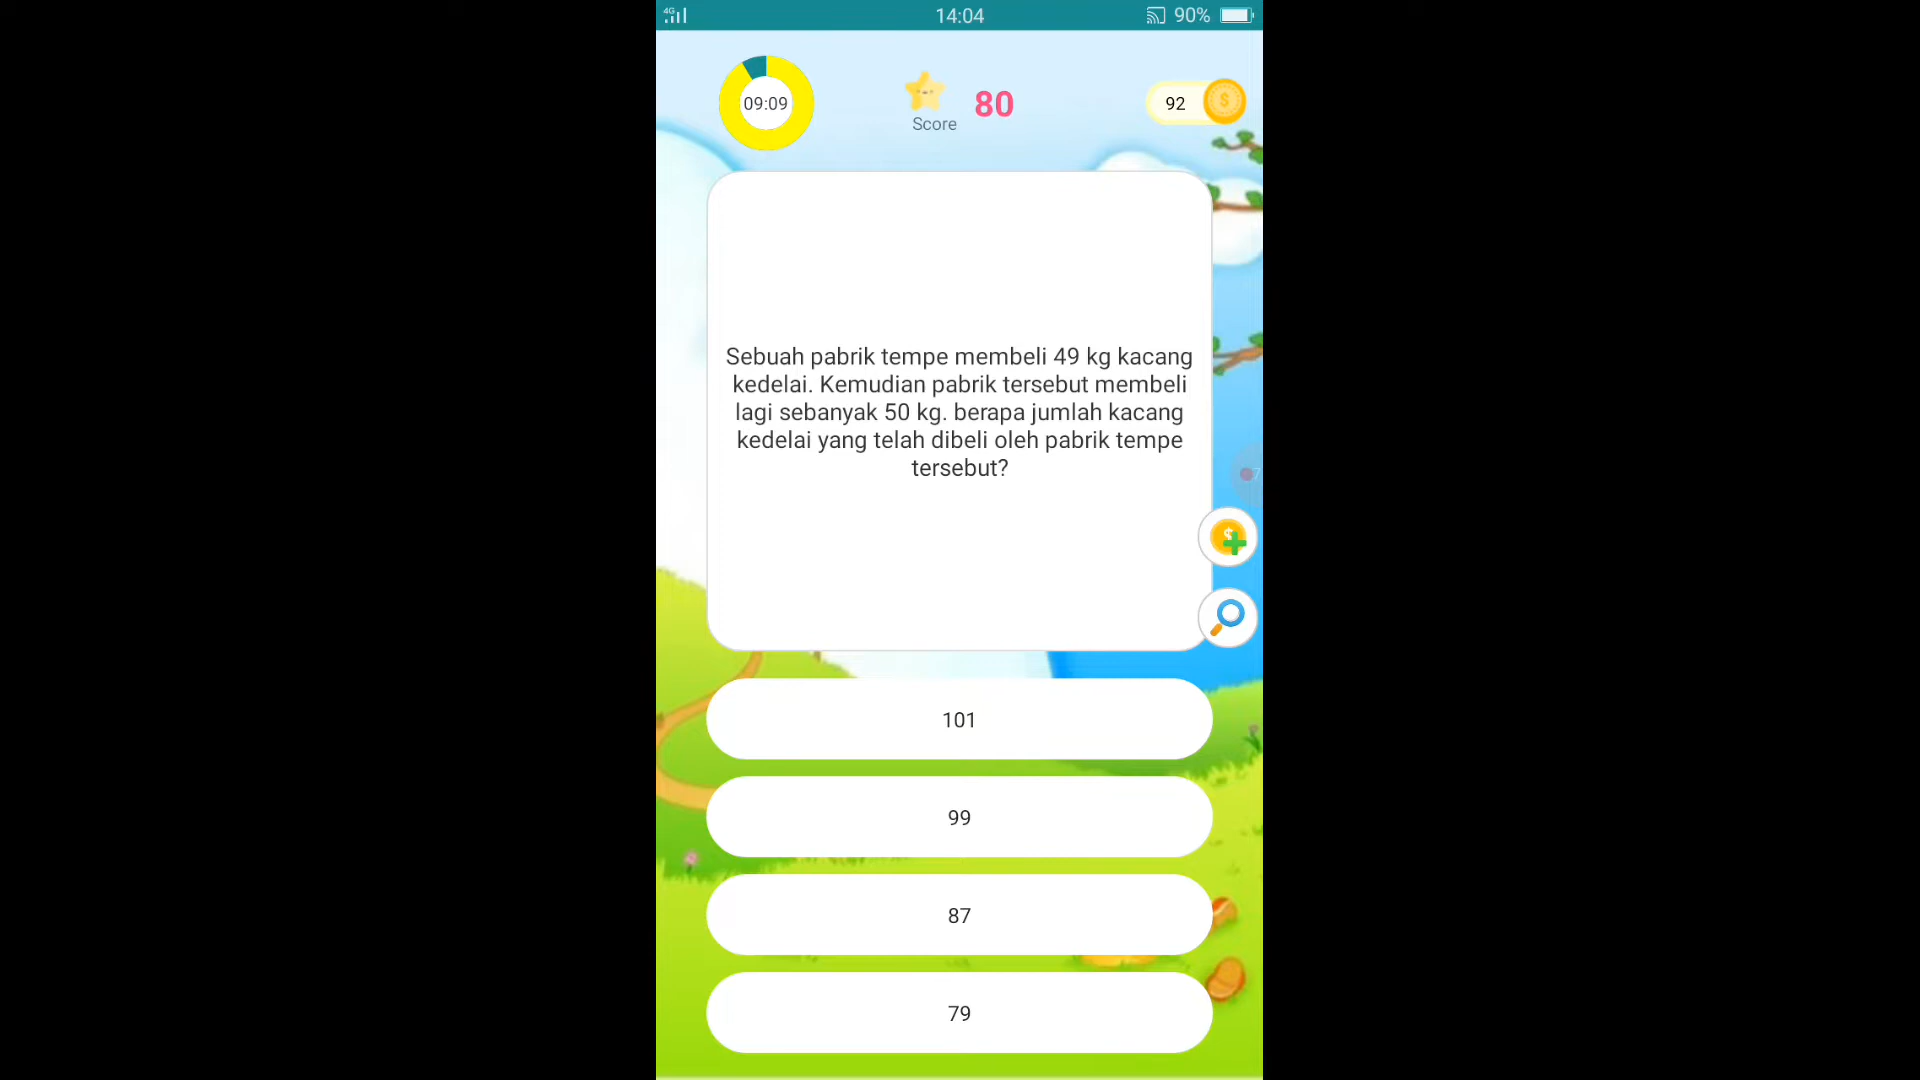 4G
14:04
90%
09:09
Score
80
92
Sebuah pabrik tempe membeli 49 kg kacang
kedelai. Kemudian pabrik tersebut membeli
lagi sebanyak 50 kg. berapa jumlah kacang
kedelai yang telah dibeli oleh pabrik tempe
tersebut?
101
99
87
79